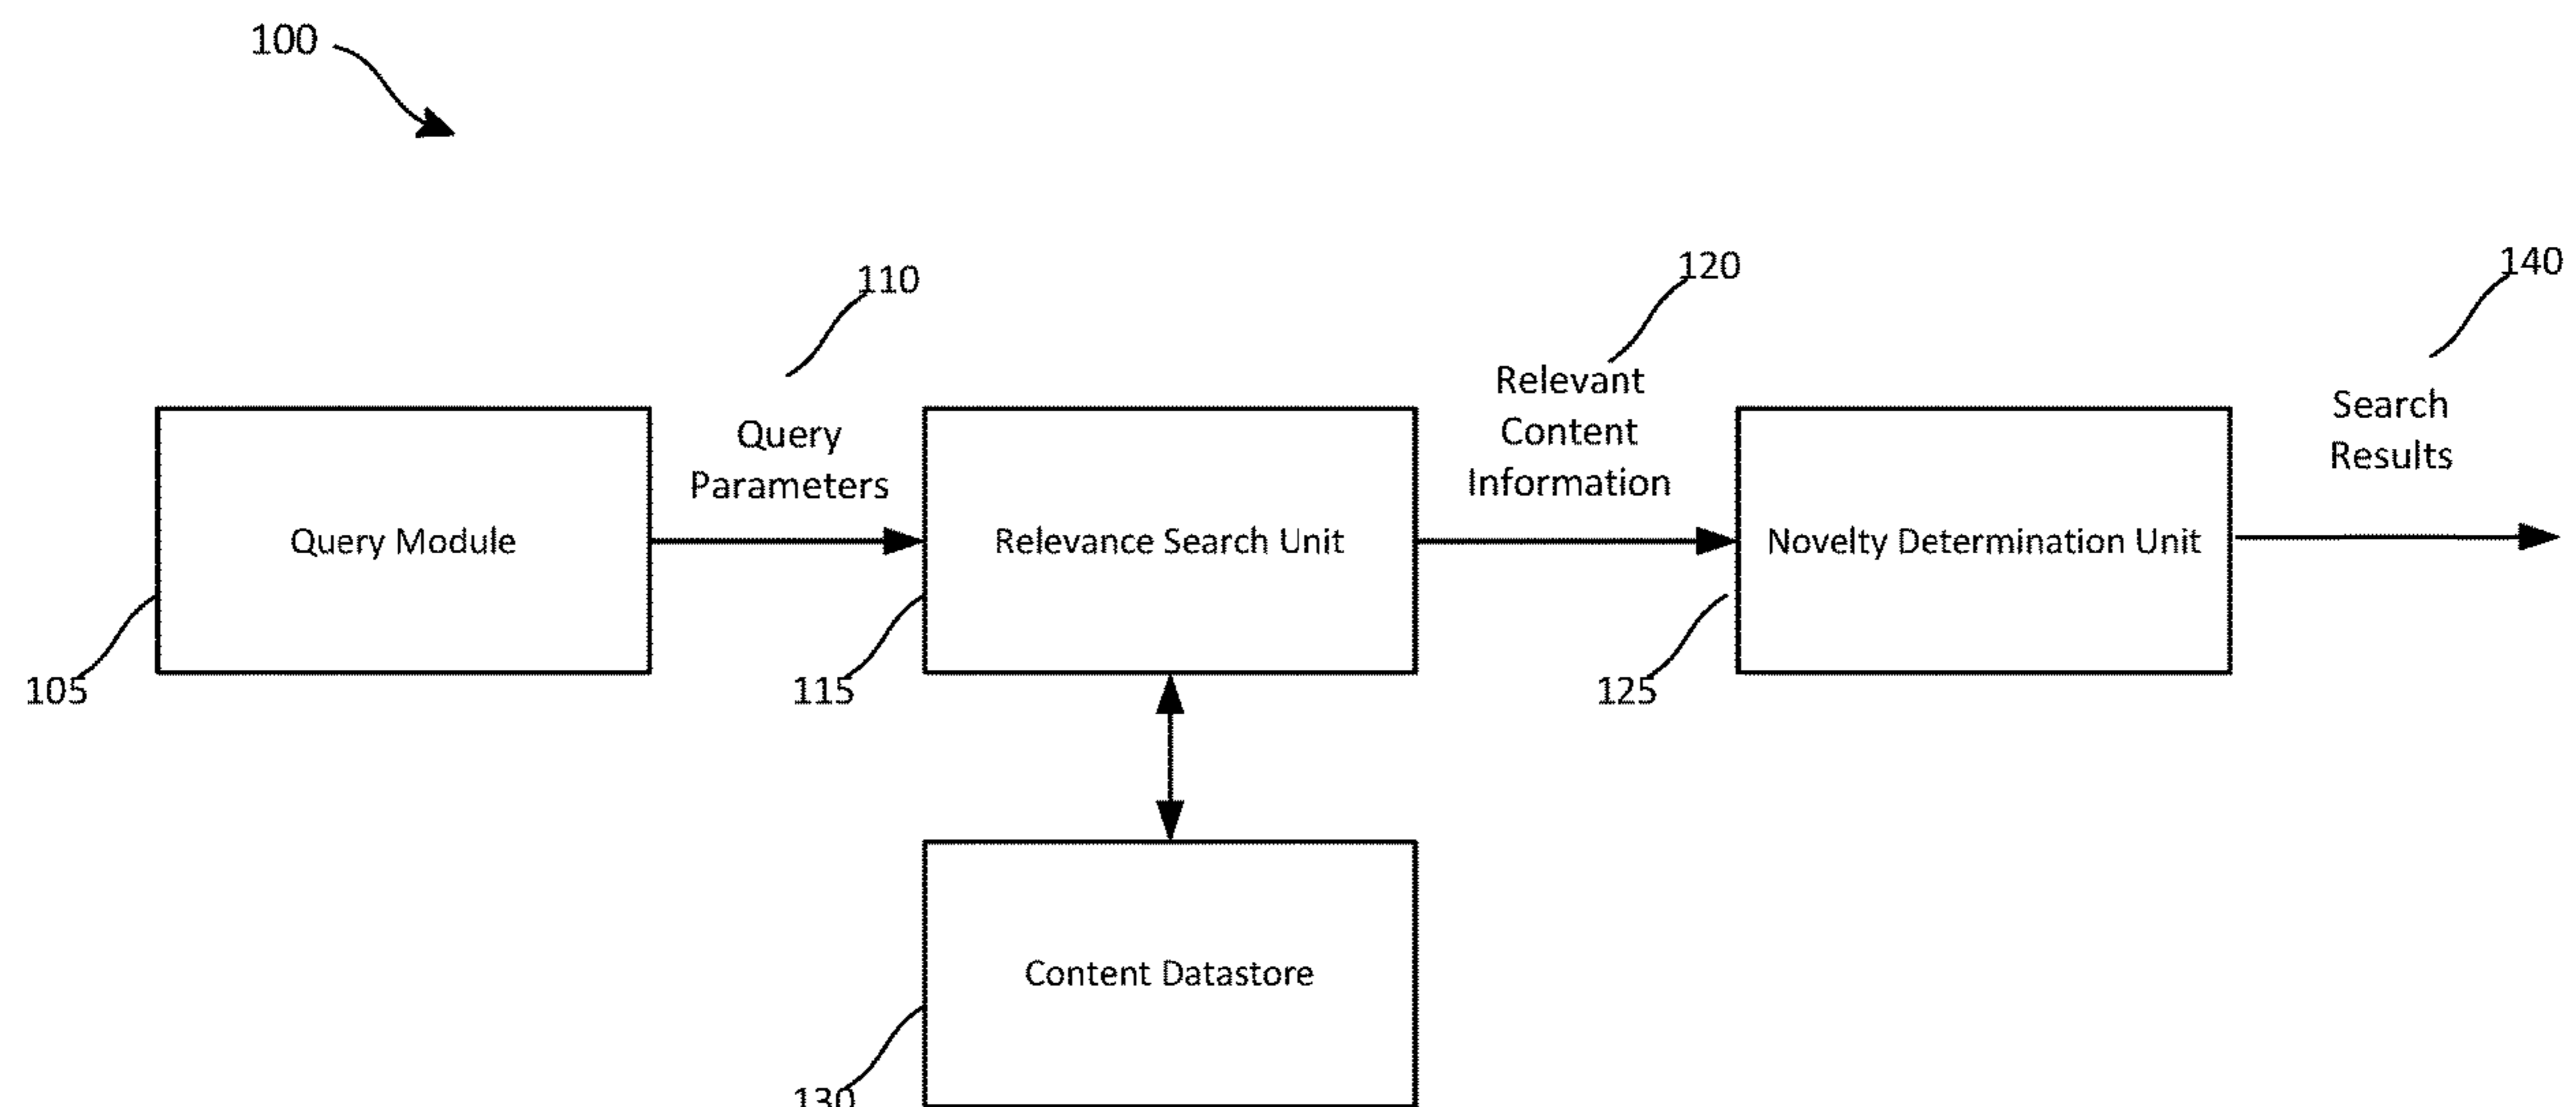 100
110
120
140
Query
Parameters
Relevant
Content
Information
Search
Results
Query Module
Relevance Search Unit
Novelty Determination Unit
105
115
125
Content Datastore
130